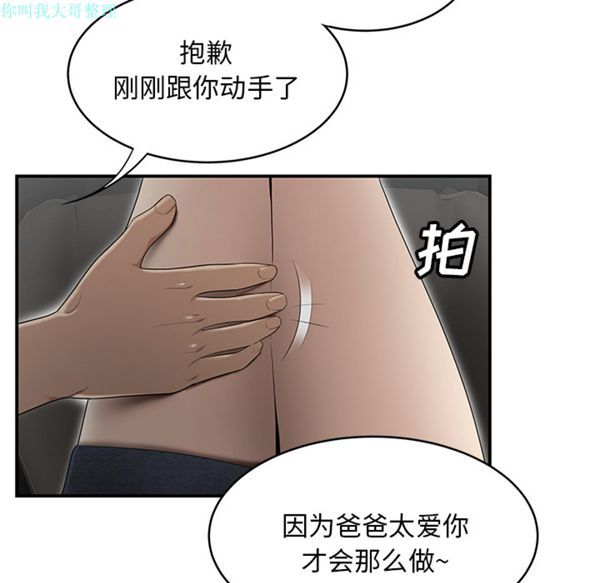 你叫我大哥整理
抱歉
刚刚跟你动手了
拍
因为爸爸太爱你
才会那么做~